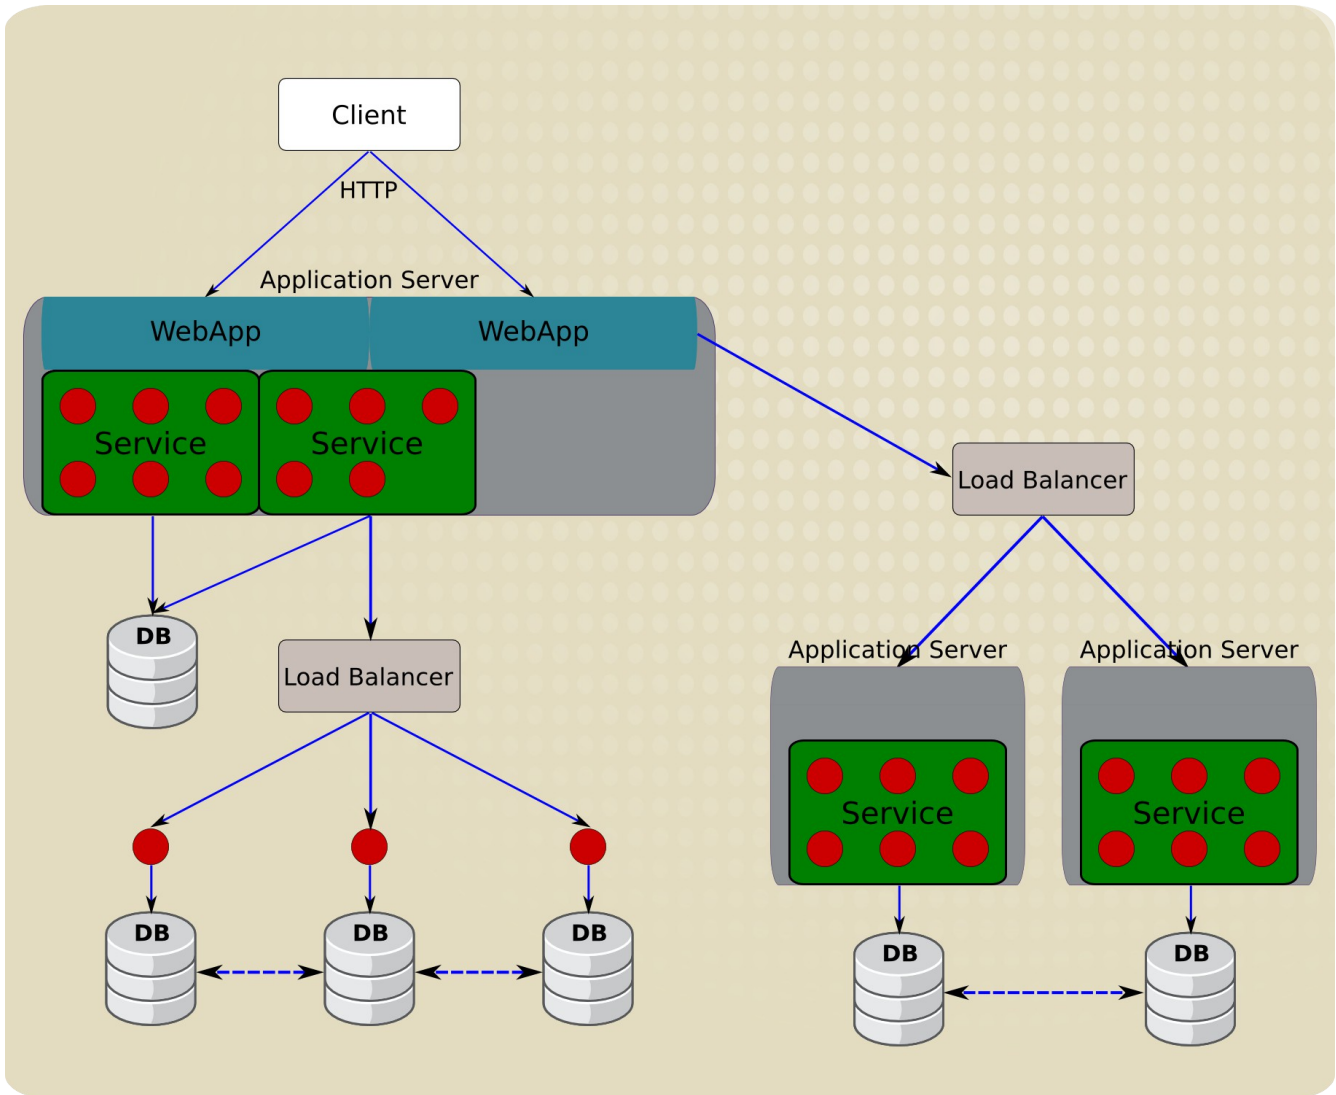 Client
HTTP
Application Server
WebApp
WebApp
Service
Service
Load Balancer
DB
Load Balancer
Application Server
Application Server
Service
Service
DB
DB
DB
DB
DB